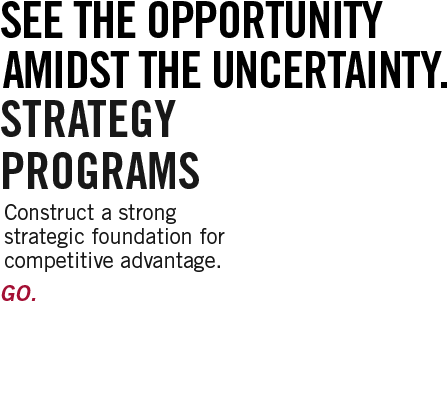 SEE THE OPPORTUNITY
AMIDST THE UNCERTAINTY.
STRATEGY
PROGRAMS
Construct a strong
strategic foundation for
competitive advantage.
GO.